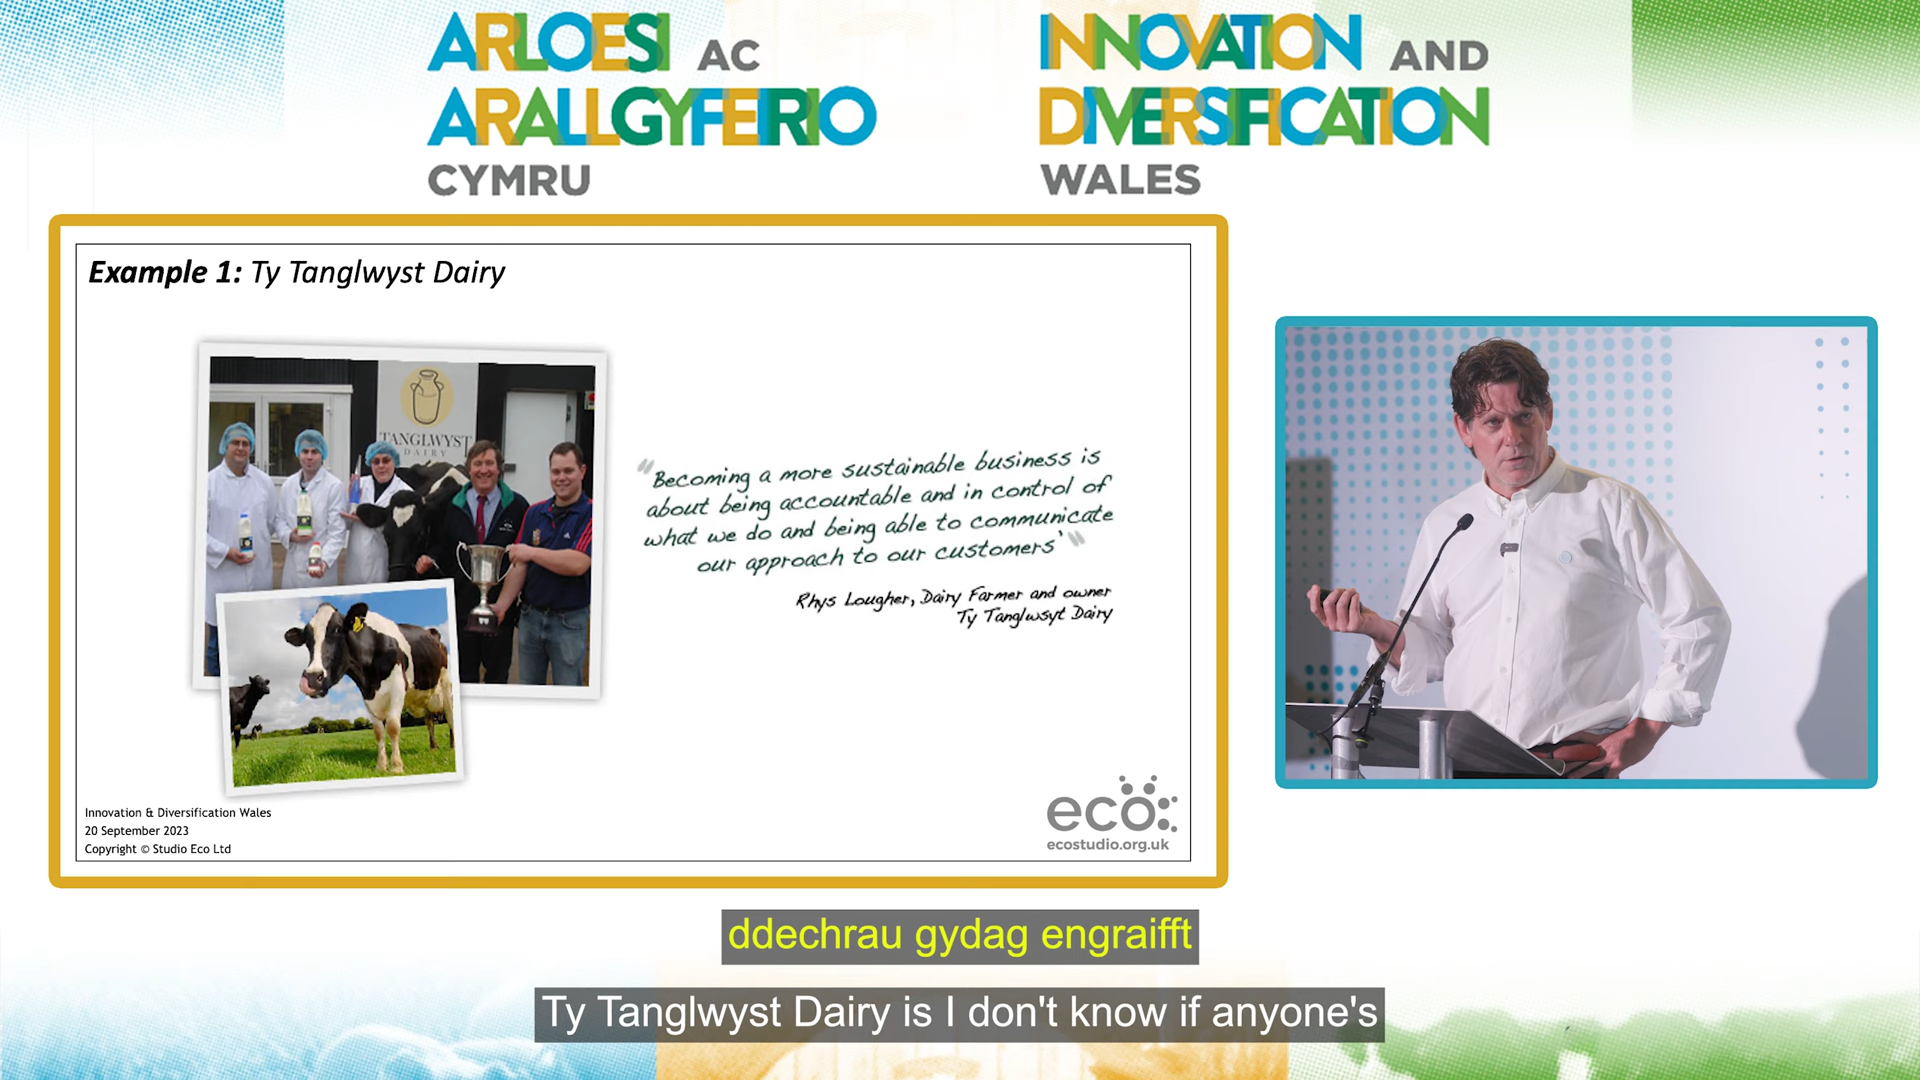 ARLOESI AC
ARALLGYFEIRIO
CYMRU
INNOVATION AND
DIVERSIFICATION
WALES
Example 1: Ty Tanglwyst Dairy
TANGLWYST
DAIRY
"Becoming a more sustainable business is
about being accountable and in control of
what we do and being able to communicate
our approach to our customers'"
Rhys Lougher, Dairy Farmer and owner
Ty Tanglwsyt Dairy
Innovation & Diversification Wales
20 September 2023
Copyright © Studio Eco Ltd
eco
ecostudio.org.uk
ddechrau gydag engraifft
Ty Tanglwyst Dairy is I don't know if anyone's